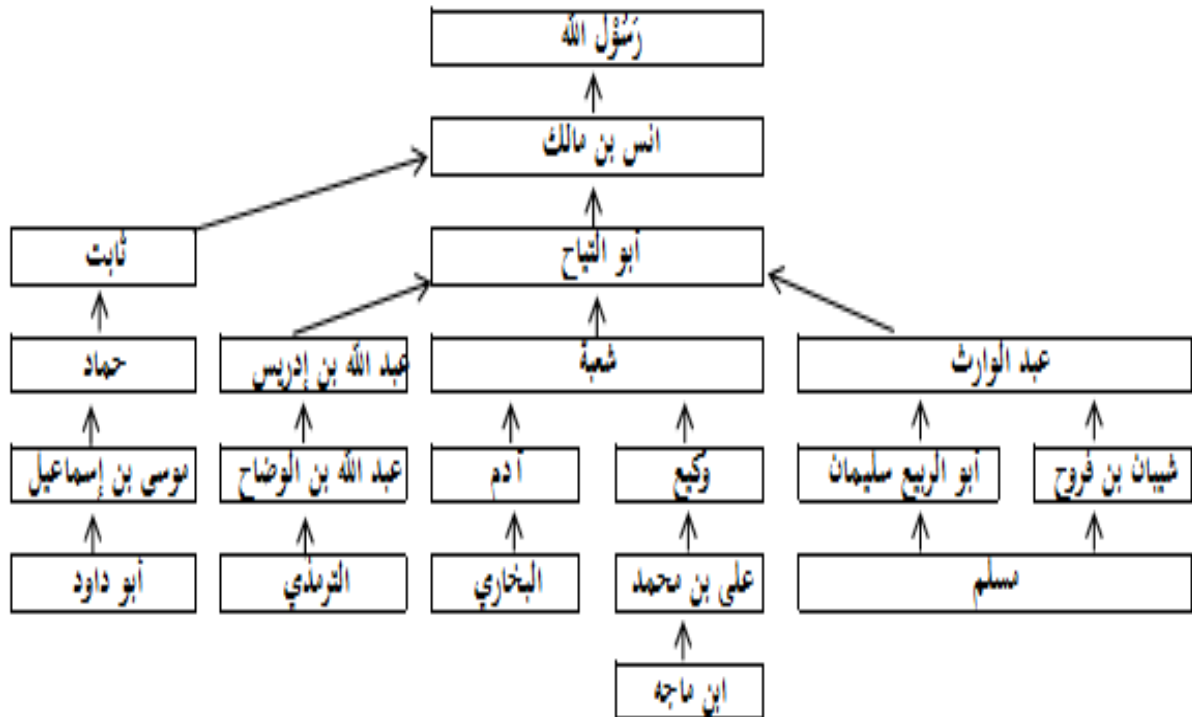 رَسُوْلُ الله
انس بن مالك
ثابت
أبو التياح
حماد
عبد الله بن إدريس
شعبة
عبد الوارث
موسى بن إسماعيل
عبد الله بن الوضاح
آدم
وكيع
أبو الربيع سليمان
شيبان بن فروح
أبو داود
الترمذي
البخاري
على بن محمد
مسلم
ابن ماجه